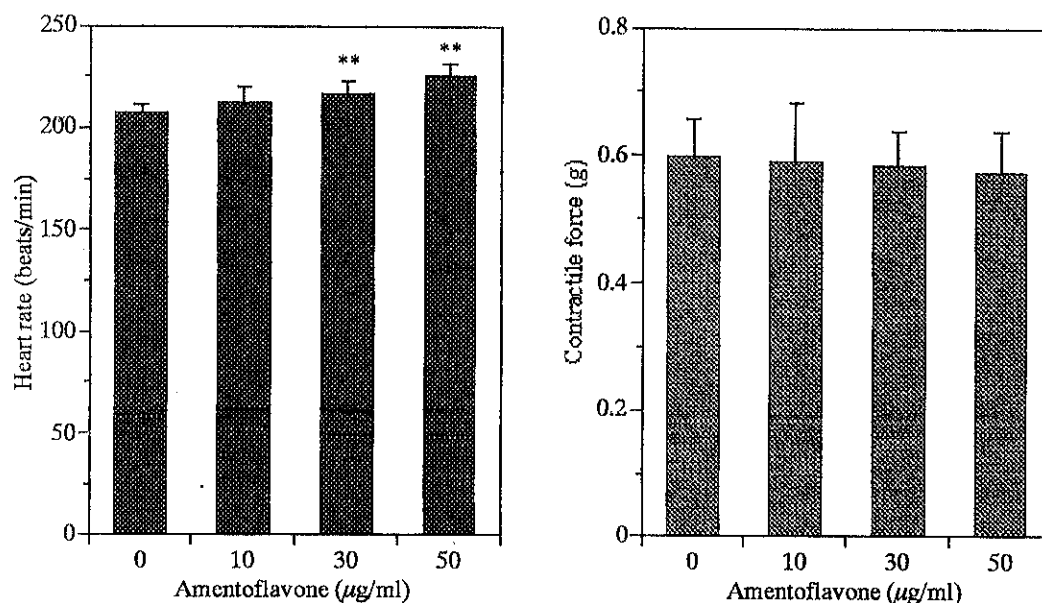 250
200
150
100
50
0
Heart rate (beats/min)
**
**
0 10 30 50
Amentoflavone (μg/ml)
0.8
0.6
0.4
0.2
0
Contractile force (g)
0 10 30 50
Amentoflavone (μg/ml)